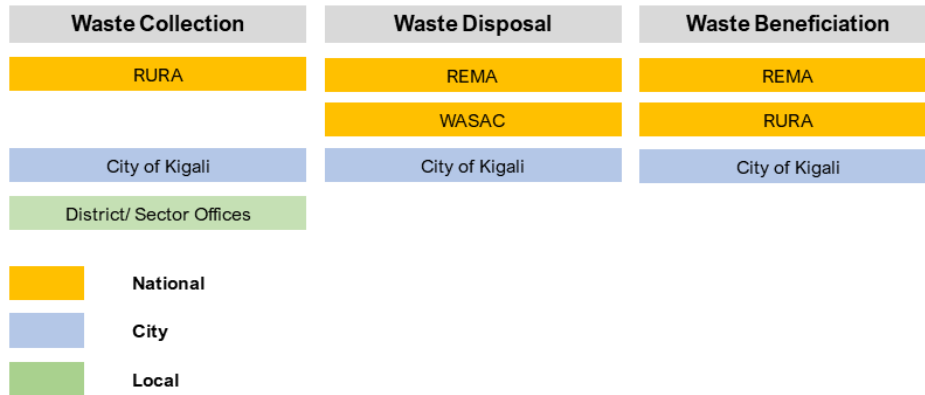 Waste Collection
Waste Disposal
Waste Beneficiation
RURA
REMA
REMA
WASAC
RURA
City of Kigali
City of Kigali
City of Kigali
District/ Sector Offices
National
City
Local